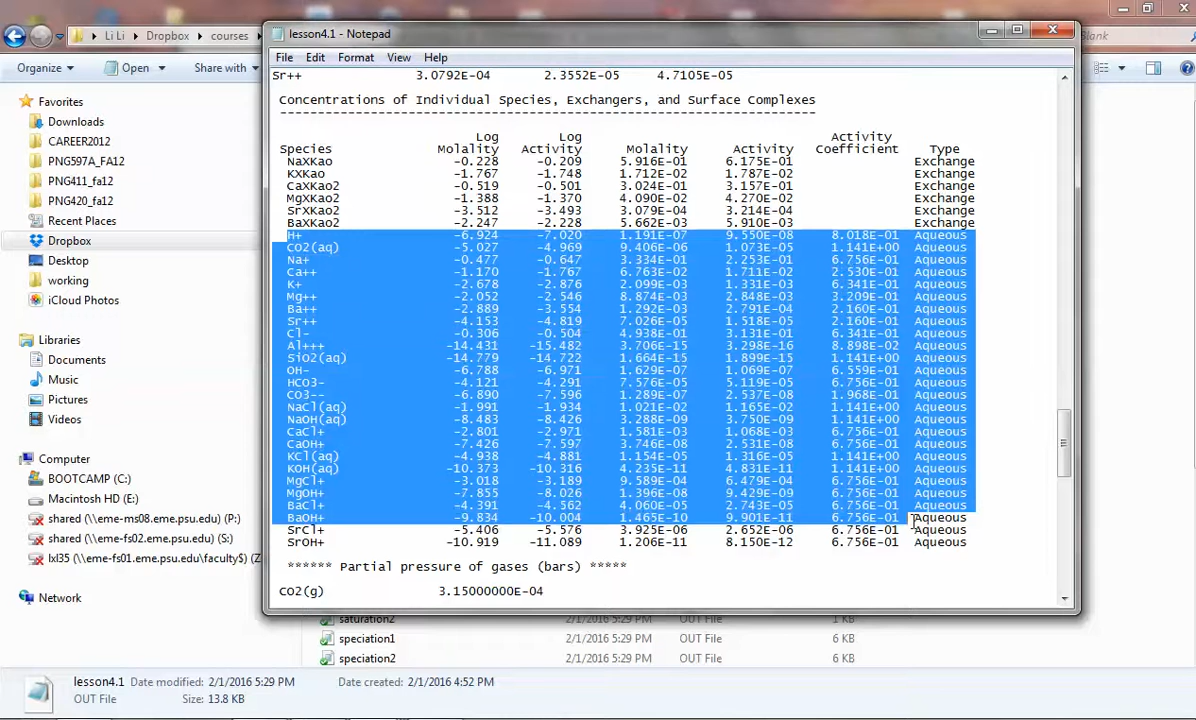 lesson4.1 - Notepad
Blank
Li Li
Dropbox
courses
File Edit Format View Help
Organize
Open
Share with
Favorites
Downloads
CAREER2012
PNG597A_FA12
PNG411_fa12
PNG420_fa12
Recent Places
Dropbox
Desktop
working
iCloud Photos
Libraries
Documents
Music
Pictures
Videos
Computer
BOOTCAMP (C:)
Macintosh HD (E:)
shared (\\eme-ms08.eme.psu.edu) (P:)
shared (\\eme-fs02.eme.psu.edu) (S:)
lxl35 (\\eme-fs01.eme.psu.edu\faculty$) (Z
Network
Sr++ 3.0792E-04 2.3552E-05 4.7105E-05
Concentrations of Individual Species, Exchangers, and Surface Complexes
--------------------------------------------------------------------
Log Log Activity
Species Molality Activity Molality Activity Coefficient Type
NaXKao -0.228 -0.209 5.916E-01 6.175E-01 Exchange
KXKao -1.767 -1.748 1.712E-02 1.787E-02 Exchange
CaXKao2 -0.519 -0.501 3.024E-01 3.157E-01 Exchange
MgXKao2 -1.388 -1.370 4.090E-02 4.270E-02 Exchange
SrXKao2 -3.512 -3.493 3.079E-04 3.214E-04 Exchange
BaXKao2 -2.247 -2.228 5.662E-03 5.910E-03 Exchange
H+ -6.924 -7.020 1.191E-07 9.550E-08 8.018E-01 Aqueous
CO2(aq) -5.027 -4.969 9.406E-06 1.073E-05 1.141E+00 Aqueous
Na+ -0.477 -0.647 3.334E-01 2.253E-01 6.756E-01 Aqueous
Ca++ -1.170 -1.767 6.763E-02 1.711E-02 2.530E-01 Aqueous
K+ -2.678 -2.876 2.099E-03 1.331E-03 6.341E-01 Aqueous
Mg++ -2.052 -2.546 8.874E-03 2.848E-03 3.209E-01 Aqueous
Ba++ -2.889 -3.554 1.292E-03 2.791E-04 2.160E-01 Aqueous
Sr++ -4.153 -4.819 7.026E-05 1.518E-05 2.160E-01 Aqueous
Cl- -0.306 -0.504 4.938E-01 3.131E-01 6.341E-01 Aqueous
Al+++ -14.431 -15.482 3.706E-15 3.298E-16 8.898E-02 Aqueous
SiO2(aq) -14.779 -14.722 1.664E-15 1.899E-15 1.141E+00 Aqueous
OH- -6.788 -6.971 1.629E-07 1.069E-07 6.559E-01 Aqueous
HCO3- -4.121 -4.291 7.576E-05 5.119E-05 6.756E-01 Aqueous
CO3-- -6.890 -7.596 1.289E-07 2.537E-08 1.968E-01 Aqueous
NaCl(aq) -1.991 -1.934 1.021E-02 1.165E-02 1.141E+00 Aqueous
NaOH(aq) -8.483 -8.426 3.288E-09 3.750E-09 1.141E+00 Aqueous
CaCl+ -2.801 -2.971 1.581E-03 1.068E-03 6.756E-01 Aqueous
CaOH+ -7.426 -7.597 3.746E-08 2.531E-08 6.756E-01 Aqueous
KCl(aq) -4.938 -4.881 1.154E-05 1.316E-05 1.141E+00 Aqueous
KOH(aq) -10.373 -10.316 4.235E-11 4.831E-11 1.141E+00 Aqueous
MgCl+ -3.018 -3.189 9.589E-04 6.479E-04 6.756E-01 Aqueous
MgOH+ -7.855 -8.026 1.396E-08 9.429E-09 6.756E-01 Aqueous
BaCl+ -4.391 -4.562 4.060E-05 2.743E-05 6.756E-01 Aqueous
BaOH+ -9.834 -10.004 1.465E-10 9.901E-11 6.756E-01 Aqueous
SrCl+ -5.406 -5.576 3.925E-06 2.652E-06 6.756E-01 Aqueous
SrOH+ -10.919 -11.089 1.206E-11 8.150E-12 6.756E-01 Aqueous
****** Partial pressure of gases (bars) *****
CO2(g) 3.15000000E-04
saturation2 2/1/2016 5:29 PM OUT File 1 KB
speciation1 2/1/2016 5:29 PM OUT File 6 KB
speciation2 2/1/2016 5:29 PM OUT File 6 KB
lesson4.1 Date modified: 2/1/2016 5:29 PM Date created: 2/1/2016 4:52 PM
OUT File Size: 13.8 KB